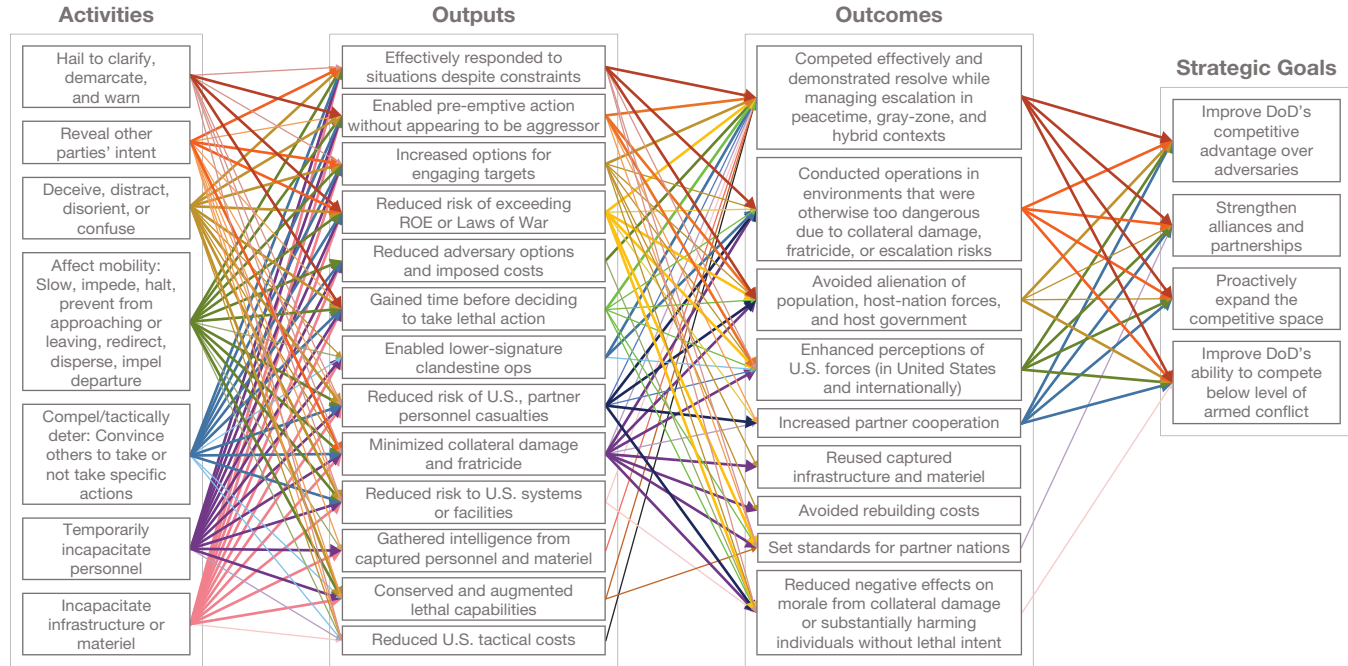 Activities
Hail to clarify,
demarcate,
and warn
Reveal other
parties’ intent
Deceive, distract,
disorient, or
confuse
Affect mobility:
Slow, impede, halt,
prevent from
approaching or
leaving, redirect,
disperse, impel
departure
Compel/tactically
deter: Convince
others to take or
not take specific
actions
Temporarily
incapacitate
personnel
Incapacitate
infrastructure or
materiel
Outputs
Effectively responded to
situations despite constraints
Enabled pre-emptive action
without appearing to be aggressor
Increased options for
engaging targets
Reduced risk of exceeding
ROE or Laws of War
Reduced adversary options
and imposed costs
Gained time before deciding
to take lethal action
Enabled lower-signature
clandestine ops
Reduced risk of U.S., partner
personnel casualties
Minimized collateral damage
and fratricide
Reduced risk to U.S. systems
or facilities
Gathered intelligence from
captured personnel and materiel
Conserved and augmented
lethal capabilities
Reduced U.S. tactical costs
Outcomes
Competed effectively and
demonstrated resolve while
managing escalation in
peacetime, gray-zone, and
hybrid contexts
Conducted operations in
environments that were
otherwise too dangerous
due to collateral damage,
fratricide, or escalation risks
Avoided alienation of
population, host-nation forces,
and host government
Enhanced perceptions of
U.S. forces (in United States
and internationally)
Increased partner cooperation
Reused captured
infrastructure and materiel
Avoided rebuilding costs
Set standards for partner nations
Reduced negative effects on
morale from collateral damage
or substantially harming
individuals without lethal intent
Strategic Goals
Improve DoD’s
competitive
advantage over
adversaries
Strengthen
alliances and
partnerships
Proactively
expand the
competitive space
Improve DoD’s
ability to compete
below level of
armed conflict